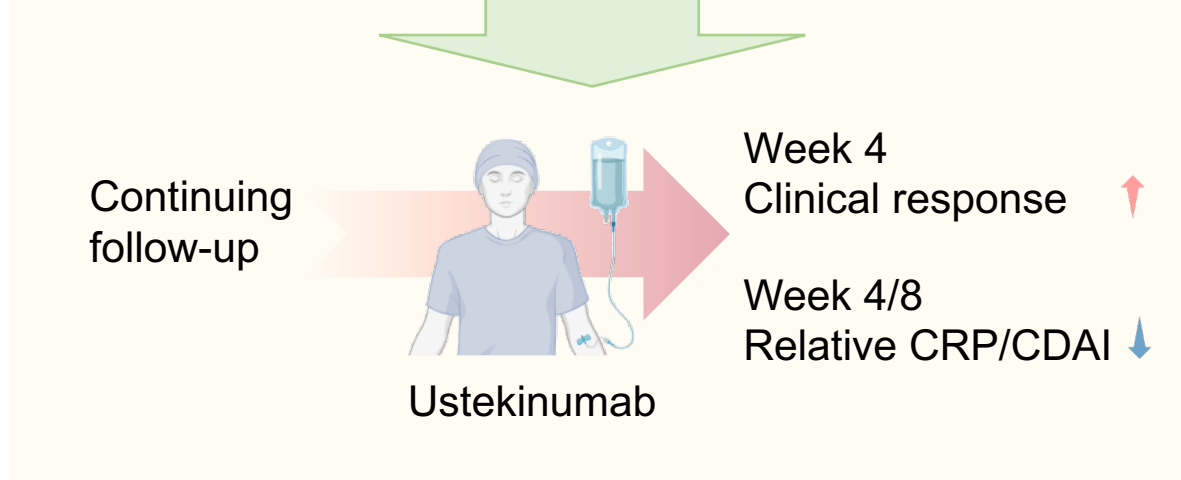 Continuing
follow-up
Ustekinumab
Week 4
Clinical response
Week 4/8
Relative CRP/CDAI